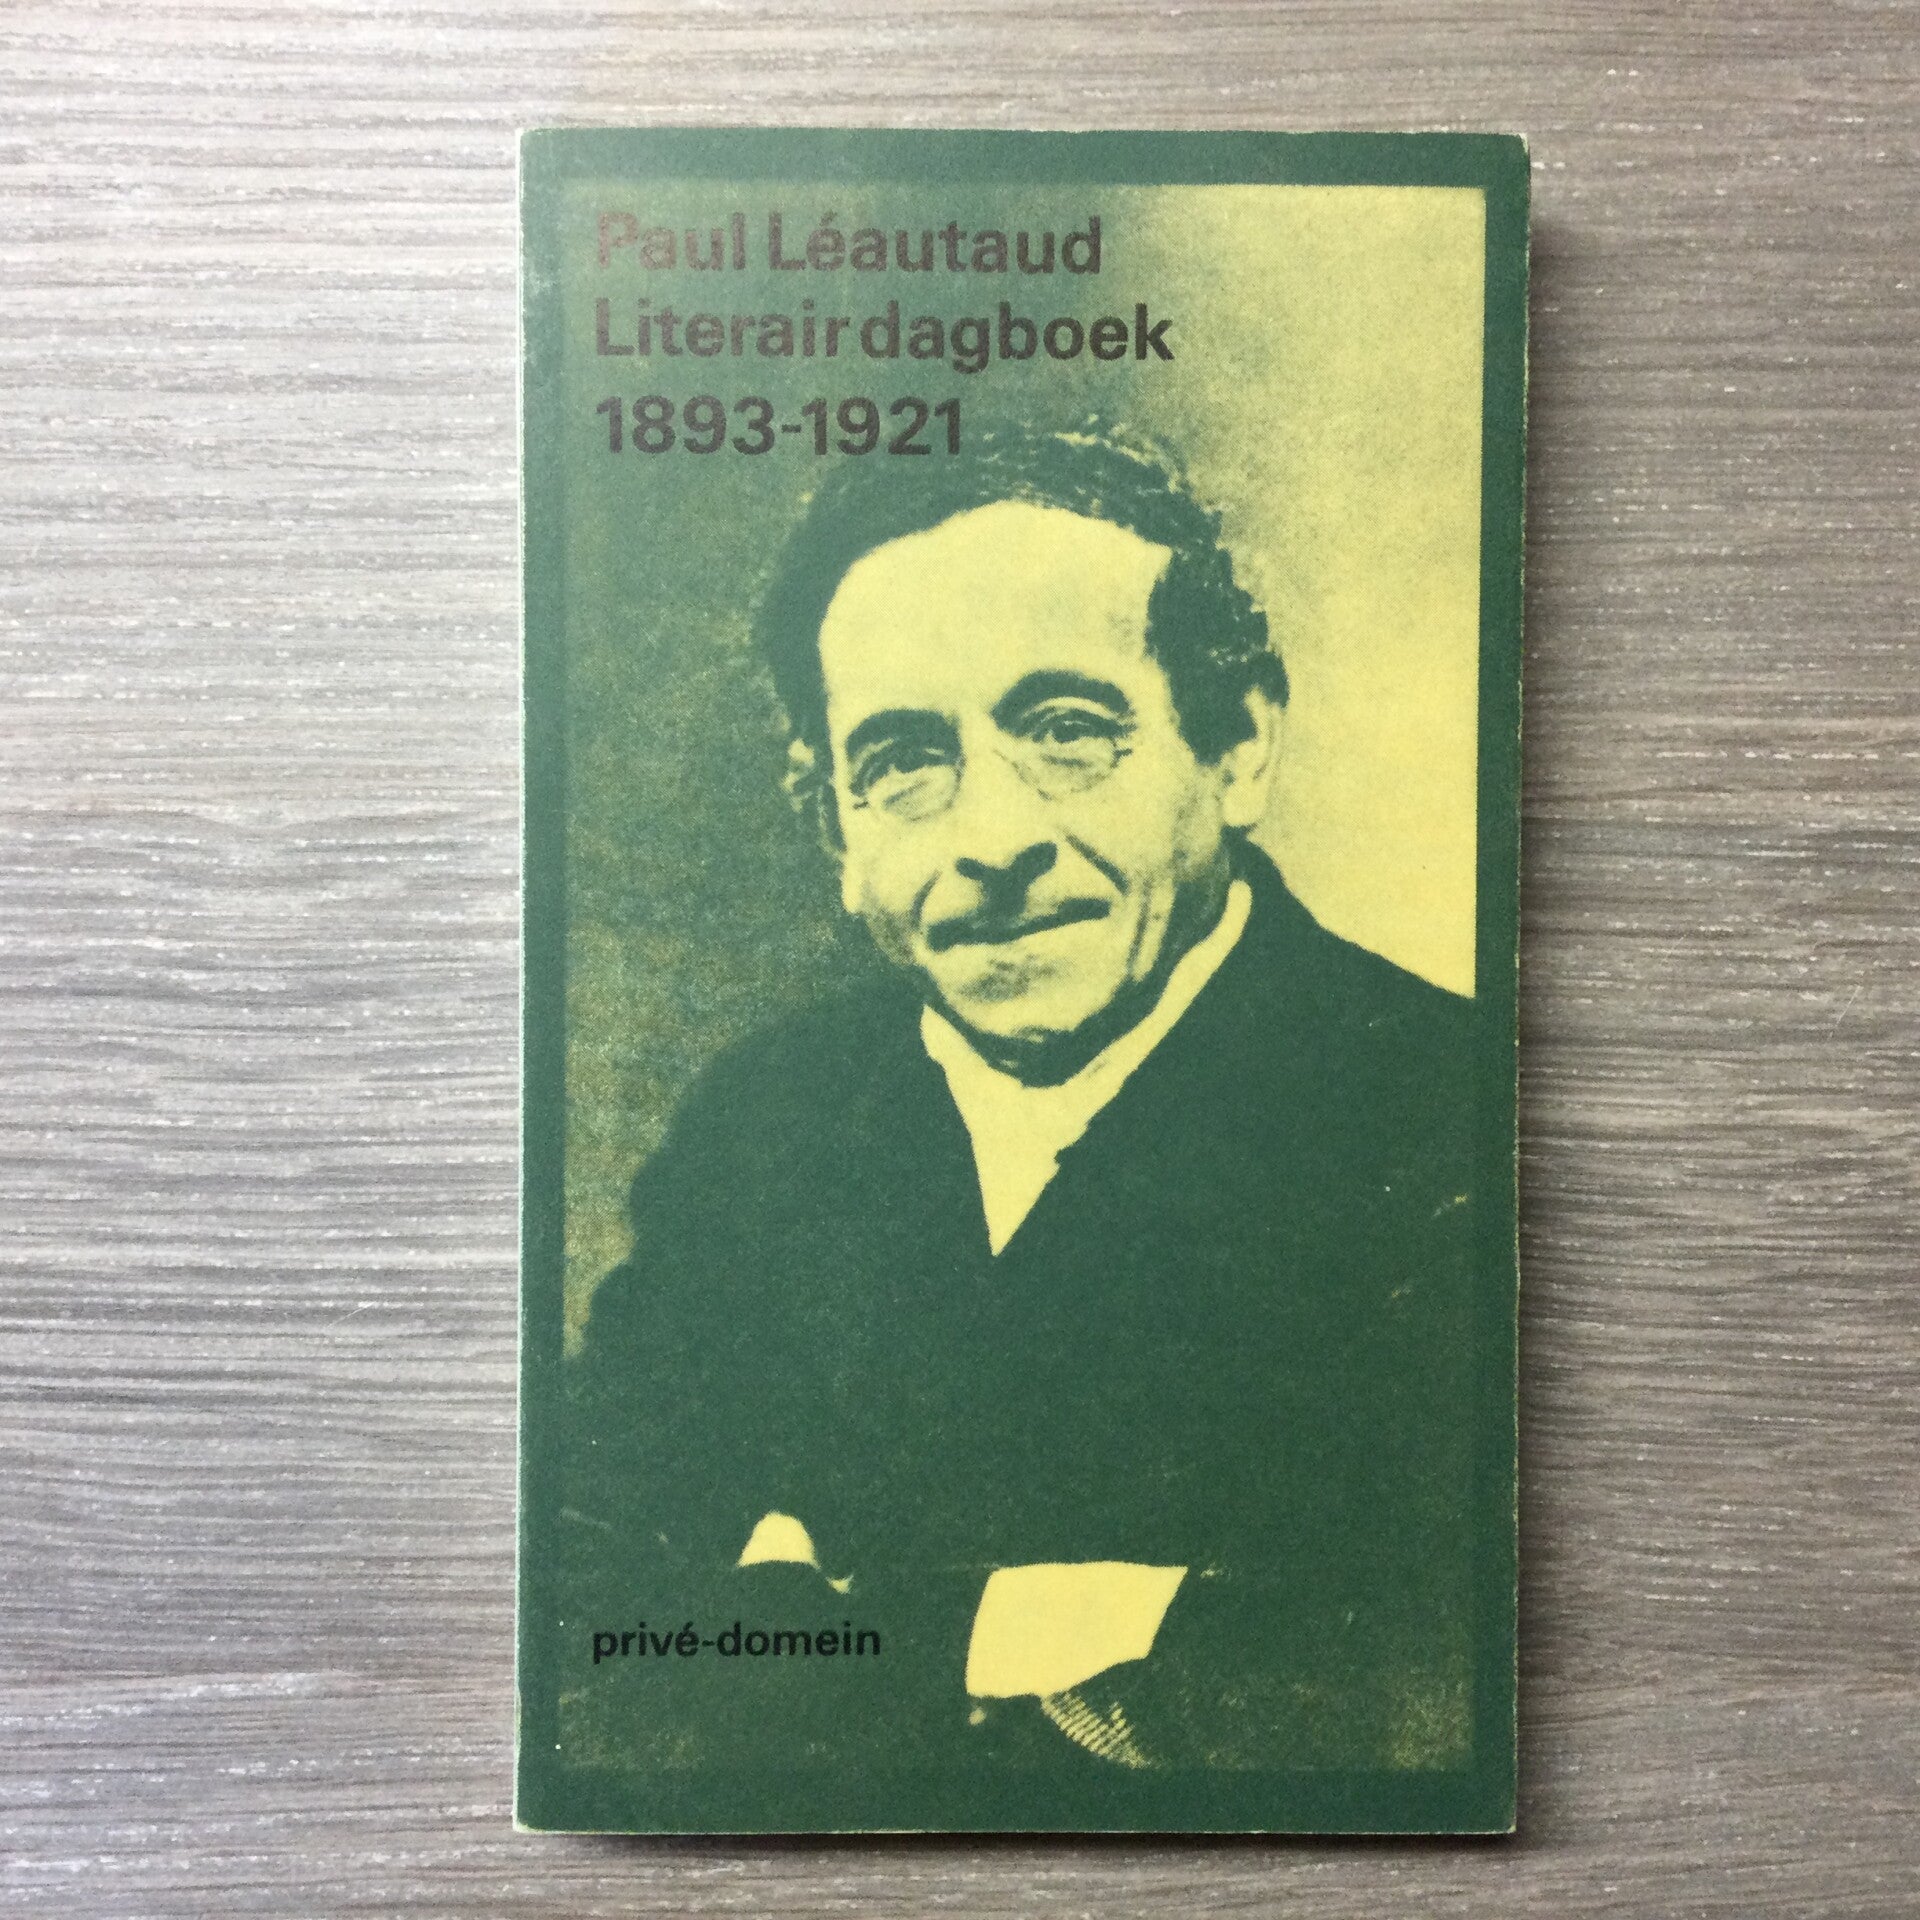 Paul Léautaud
Literair dagboek
1893-1921
privé-domein